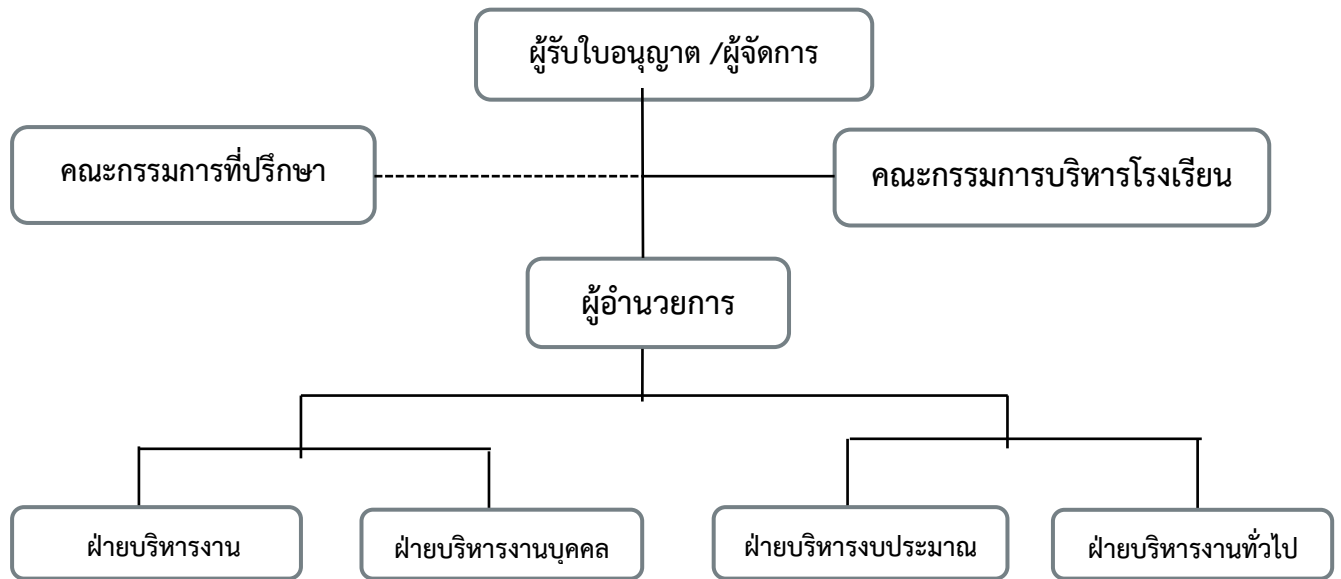 ผู้รับใบอนุญาต /ผู้จัดการ
คณะกรรมการที่ปรึกษา
คณะกรรมการบริหารโรงเรียน
ผู้อำนวยการ
ฝ่ายบริหารงาน
ฝ่ายบริหารงานบุคคล
ฝ่ายบริหารงบประมาณ
ฝ่ายบริหารงานทั่วไป